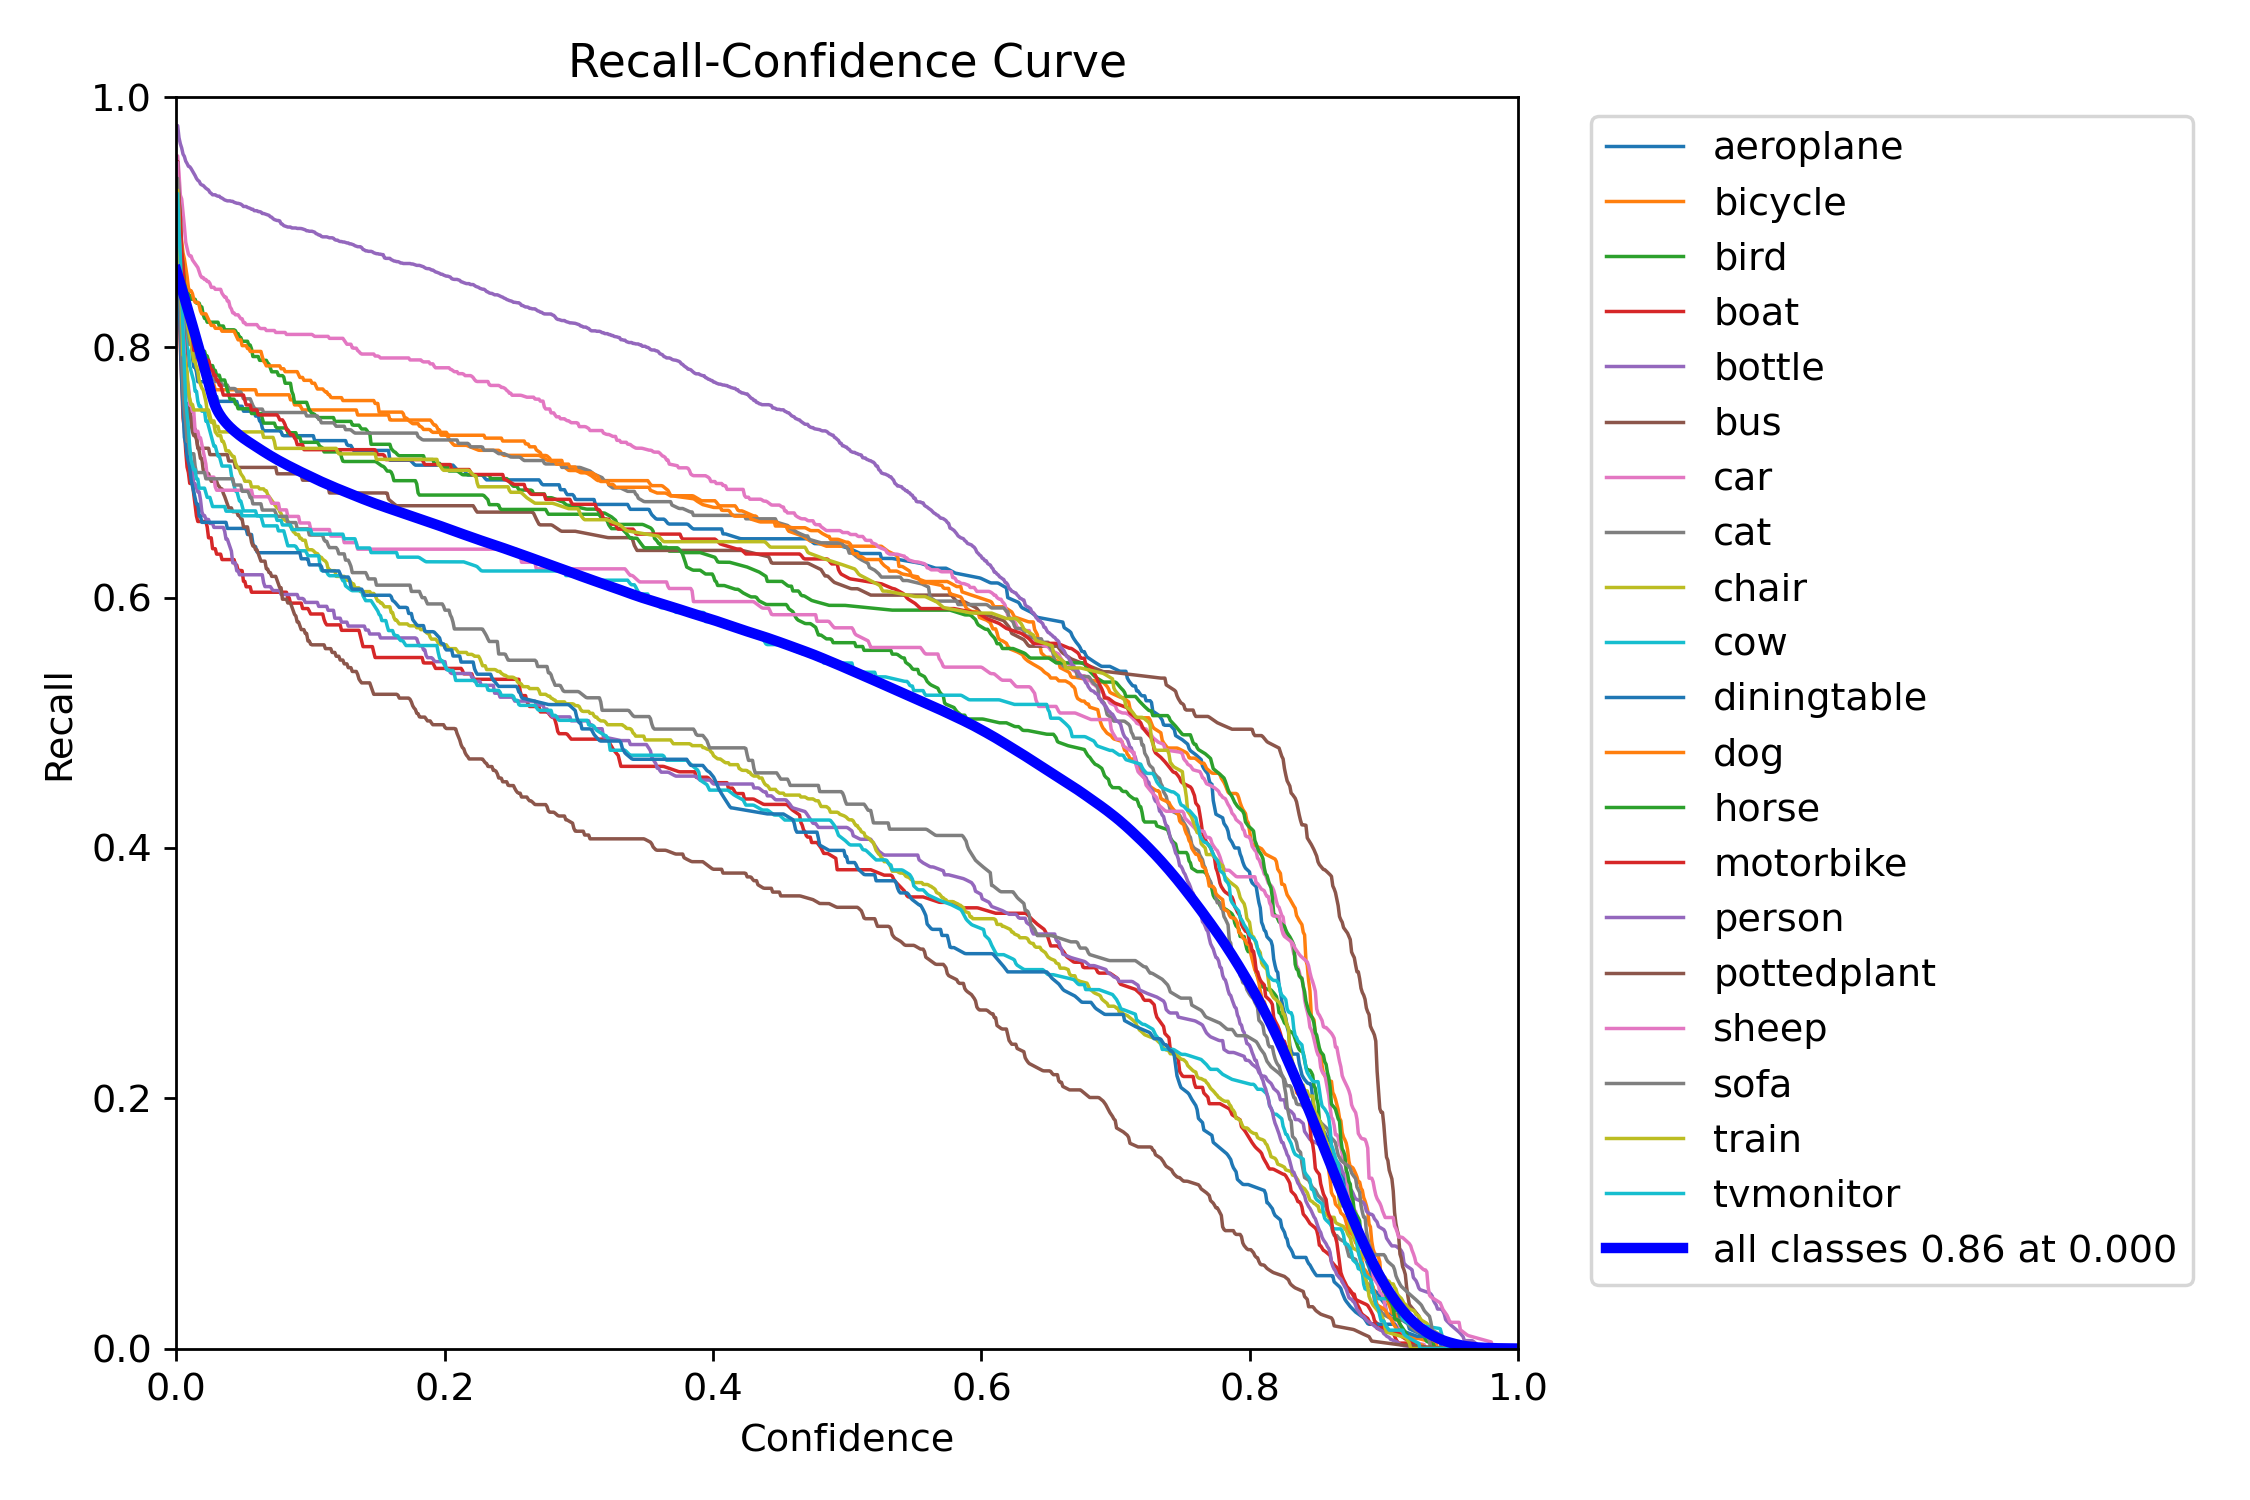 Recall-Confidence Curve
1.0
0.8
0.6
0.4
0.2
0.0
Recall
0.0 0.2 0.4 0.6 0.8 1.0
Confidence
aeroplane
bicycle
bird
boat
bottle
bus
car
cat
chair
cow
diningtable
dog
horse
motorbike
person
pottedplant
sheep
sofa
train
tvmonitor
all classes 0.86 at 0.000